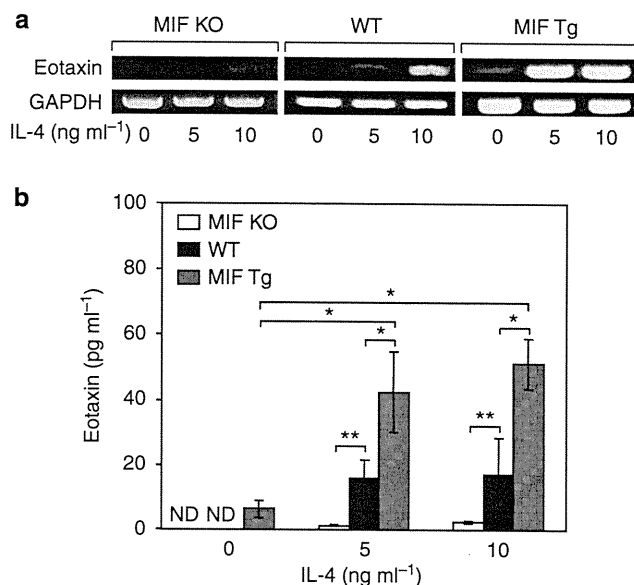 a
MIF KO WT MIF Tg
Eotaxin
GAPDH
IL-4 (ng ml⁻¹) 0 5 10 0 5 10 0 5 10
b
100
80
60
40
20
0
Eotaxin (pg ml⁻¹)
MIF KO
WT
MIF Tg
*
*
* *
** **
ND ND
0 5 10
IL-4 (ng ml⁻¹)